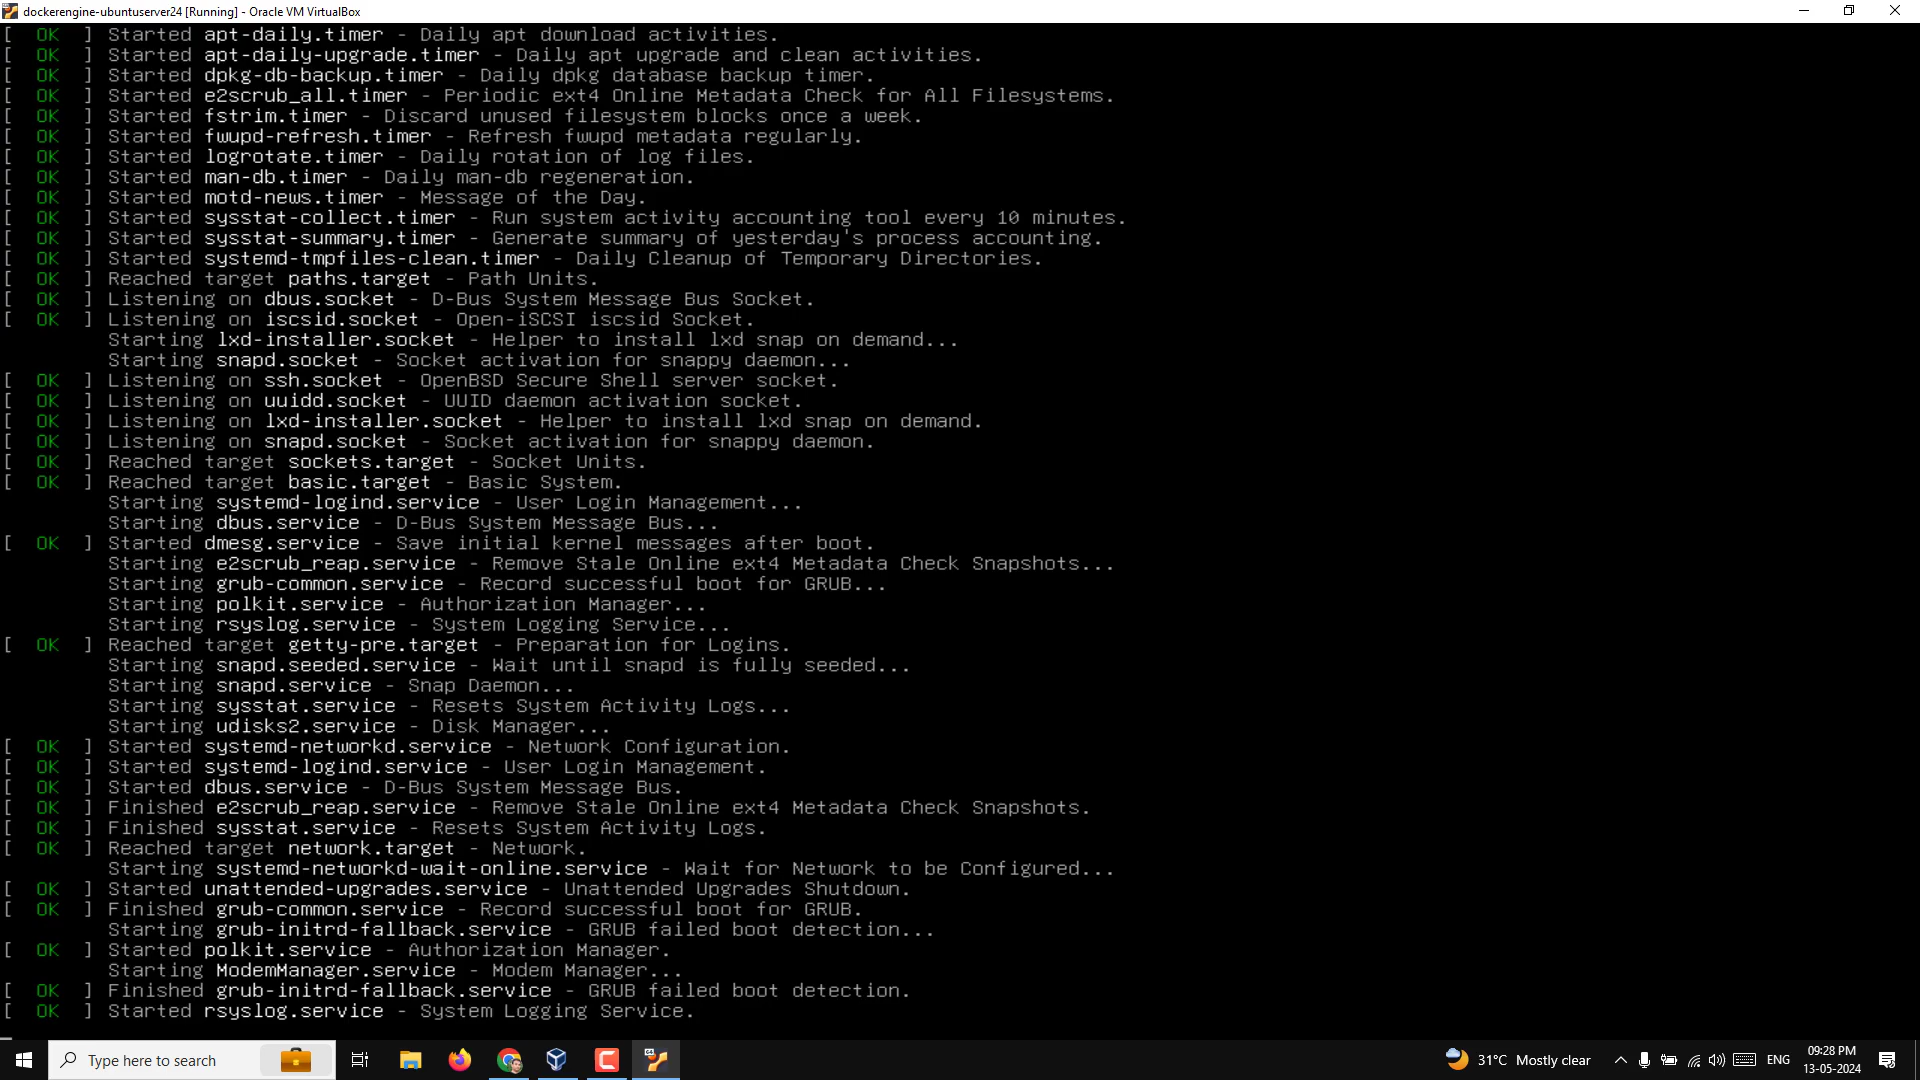 dockerengine-ubuntuserver24 [Running] - Oracle VM VirtualBox
[  OK  ] Started apt-daily.timer - Daily apt download activities.
[  OK  ] Started apt-daily-upgrade.timer - Daily apt upgrade and clean activities.
[  OK  ] Started dpkg-db-backup.timer - Daily dpkg database backup timer.
[  OK  ] Started e2scrub_all.timer - Periodic ext4 Online Metadata Check for All Filesystems.
[  OK  ] Started fstrim.timer - Discard unused filesystem blocks once a week.
[  OK  ] Started fwupd-refresh.timer - Refresh fwupd metadata regularly.
[  OK  ] Started logrotate.timer - Daily rotation of log files.
[  OK  ] Started man-db.timer - Daily man-db regeneration.
[  OK  ] Started motd-news.timer - Message of the Day.
[  OK  ] Started sysstat-collect.timer - Run system activity accounting tool every 10 minutes.
[  OK  ] Started sysstat-summary.timer - Generate summary of yesterday's process accounting.
[  OK  ] Started systemd-tmpfiles-clean.timer - Daily Cleanup of Temporary Directories.
[  OK  ] Reached target paths.target - Path Units.
[  OK  ] Listening on dbus.socket - D-Bus System Message Bus Socket.
[  OK  ] Listening on iscsid.socket - Open-iSCSI iscsid Socket.
Starting lxd-installer.socket - Helper to install lxd snap on demand...
Starting snapd.socket - Socket activation for snappy daemon...
[  OK  ] Listening on ssh.socket - OpenBSD Secure Shell server socket.
[  OK  ] Listening on uuidd.socket - UUID daemon activation socket.
[  OK  ] Listening on lxd-installer.socket - Helper to install lxd snap on demand.
[  OK  ] Listening on snapd.socket - Socket activation for snappy daemon.
[  OK  ] Reached target sockets.target - Socket Units.
[  OK  ] Reached target basic.target - Basic System.
Starting systemd-logind.service - User Login Management...
Starting dbus.service - D-Bus System Message Bus...
[  OK  ] Started dmesg.service - Save initial kernel messages after boot.
Starting e2scrub_reap.service - Remove Stale Online ext4 Metadata Check Snapshots...
Starting grub-common.service - Record successful boot for GRUB...
Starting polkit.service - Authorization Manager...
Starting rsyslog.service - System Logging Service...
[  OK  ] Reached target getty-pre.target - Preparation for Logins.
Starting snapd.seeded.service - Wait until snapd is fully seeded...
Starting snapd.service - Snap Daemon...
Starting sysstat.service - Resets System Activity Logs...
Starting udisks2.service - Disk Manager...
[  OK  ] Started systemd-networkd.service - Network Configuration.
[  OK  ] Started systemd-logind.service - User Login Management.
[  OK  ] Started dbus.service - D-Bus System Message Bus.
[  OK  ] Finished e2scrub_reap.service - Remove Stale Online ext4 Metadata Check Snapshots.
[  OK  ] Finished sysstat.service - Resets System Activity Logs.
[  OK  ] Reached target network.target - Network.
Starting systemd-networkd-wait-online.service - Wait for Network to be Configured...
[  OK  ] Started unattended-upgrades.service - Unattended Upgrades Shutdown.
[  OK  ] Finished grub-common.service - Record successful boot for GRUB.
Starting grub-initrd-fallback.service - GRUB failed boot detection...
[  OK  ] Started polkit.service - Authorization Manager.
Starting ModemManager.service - Modem Manager...
[  OK  ] Finished grub-initrd-fallback.service - GRUB failed boot detection.
[  OK  ] Started rsyslog.service - System Logging Service.
Type here to search
31°C Mostly clear
ENG
09:28 PM
13-05-2024